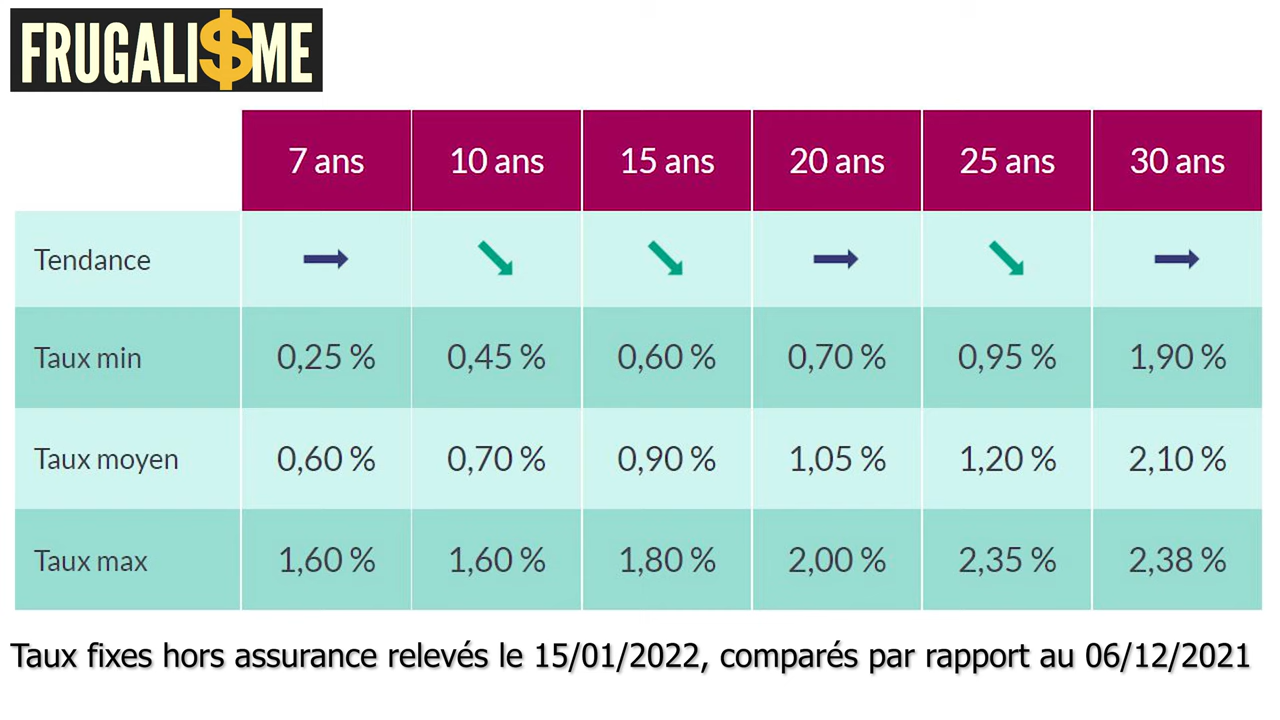 FRUGALI$ME
7 ans 10 ans 15 ans 20 ans 25 ans 30 ans
Tendance
Taux min 0,25 % 0,45 % 0,60 % 0,70 % 0,95 % 1,90 %
Taux moyen 0,60 % 0,70 % 0,90 % 1,05 % 1,20 % 2,10 %
Taux max 1,60 % 1,60 % 1,80 % 2,00 % 2,35 % 2,38 %
Taux fixes hors assurance relevés le 15/01/2022, comparés par rapport au 06/12/2021